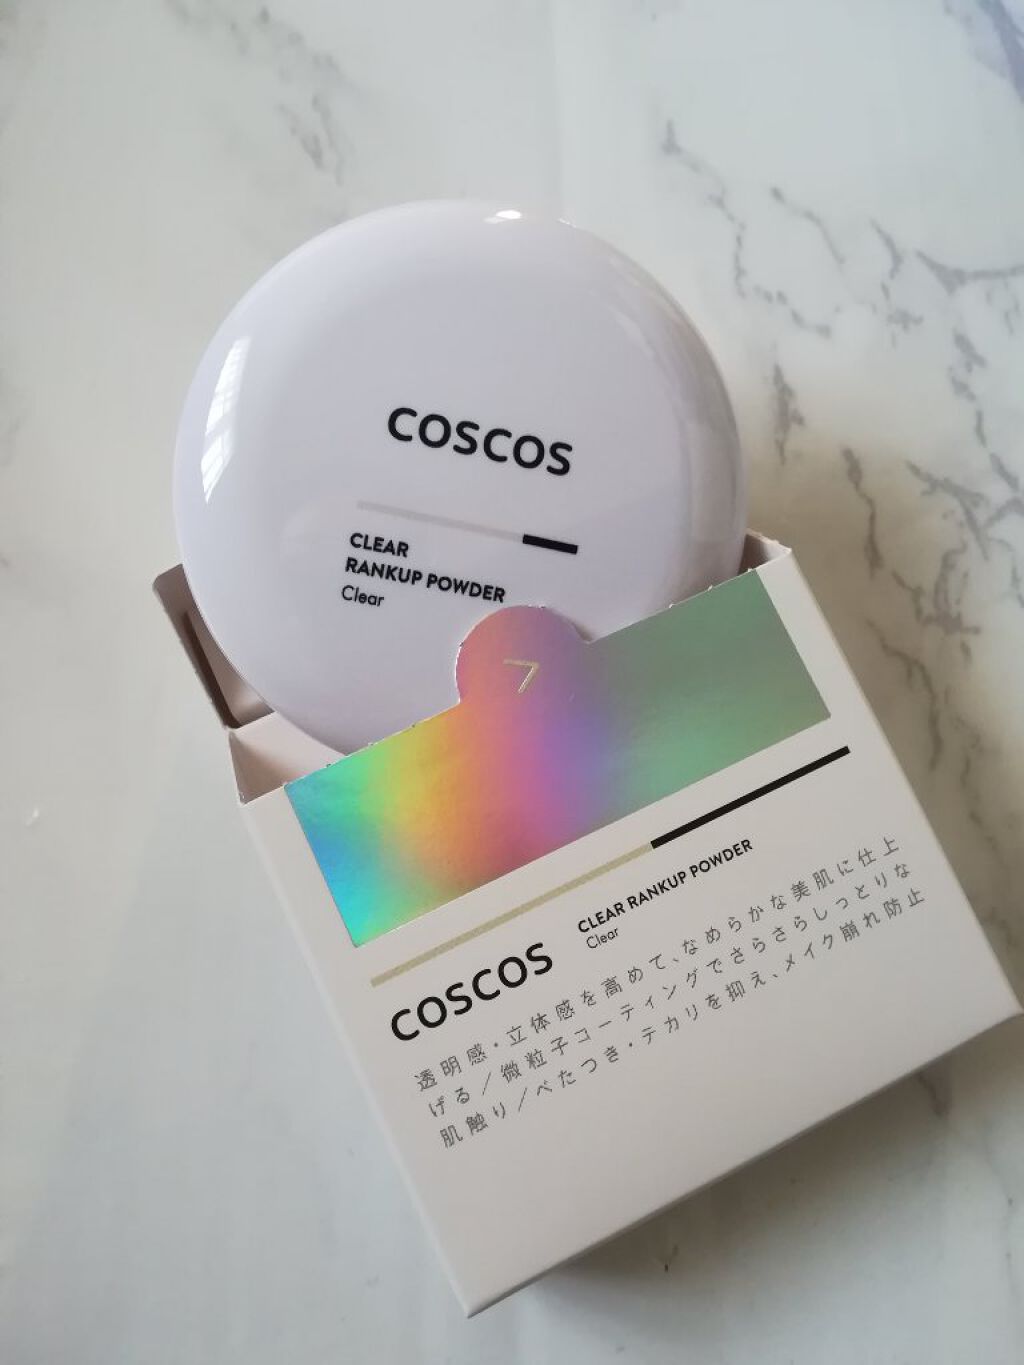 COSCOS
CLEAR
RANKUP POWDER
Clear
CLEAR RANKUP POWDER
Clear
COSCOS
透明感・立体感を高めて、なめらかな美肌に仕上
げる/微粒子コーティングでさらさらしっとりな
肌触り/べたつき・テカリを抑え、メイク崩れ防止